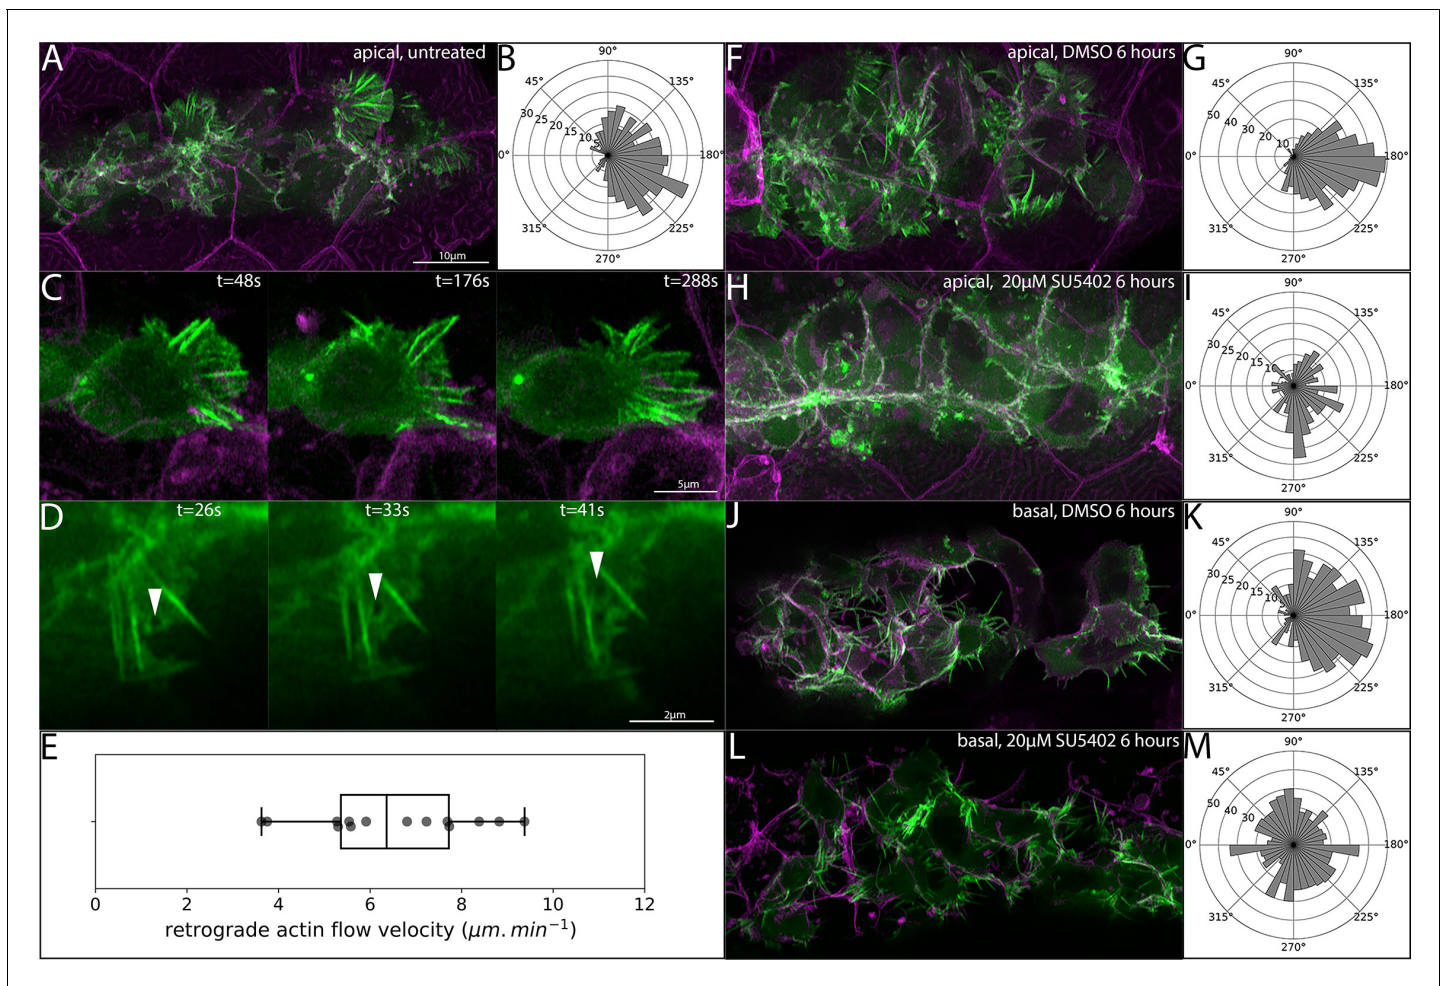 A
apical, untreated
10µm
B
90°
45°
135°
30
25
20
15
10
5
0°
180°
315°
225°
270°
F
apical, DMSO 6 hours
G
90°
45°
135°
50
40
30
20
10
0°
180°
315°
225°
270°
C
t=48s
t=176s
t=288s
5µm
H
apical, 20µM SU5402 6 hours
I
90°
45°
135°
30
25
20
15
10
0°
180°
315°
225°
270°
D
t=26s
t=33s
t=41s
2µm
J
basal, DMSO 6 hours
K
90°
45°
135°
30
25
20
15
10
5
0°
180°
315°
225°
270°
E
0 2 4 6 8 10 12
retrograde actin flow velocity (µm.min⁻¹)
L
basal, 20µM SU5402 6 hours
M
90°
45°
135°
50
40
30
0°
180°
315°
225°
270°